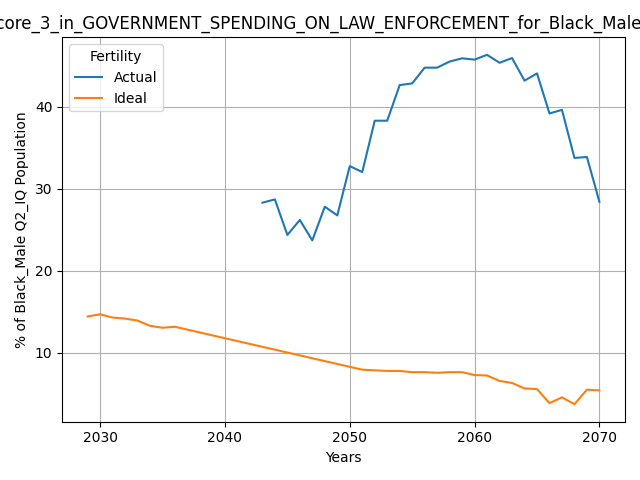 core_3_in_GOVERNMENT_SPENDING_ON_LAW_ENFORCEMENT_for_Black_Male
Fertility
Actual
Ideal
% of Black_Male Q2_IQ Population
40
30
20
10
2030 2040 2050 2060 2070
Years